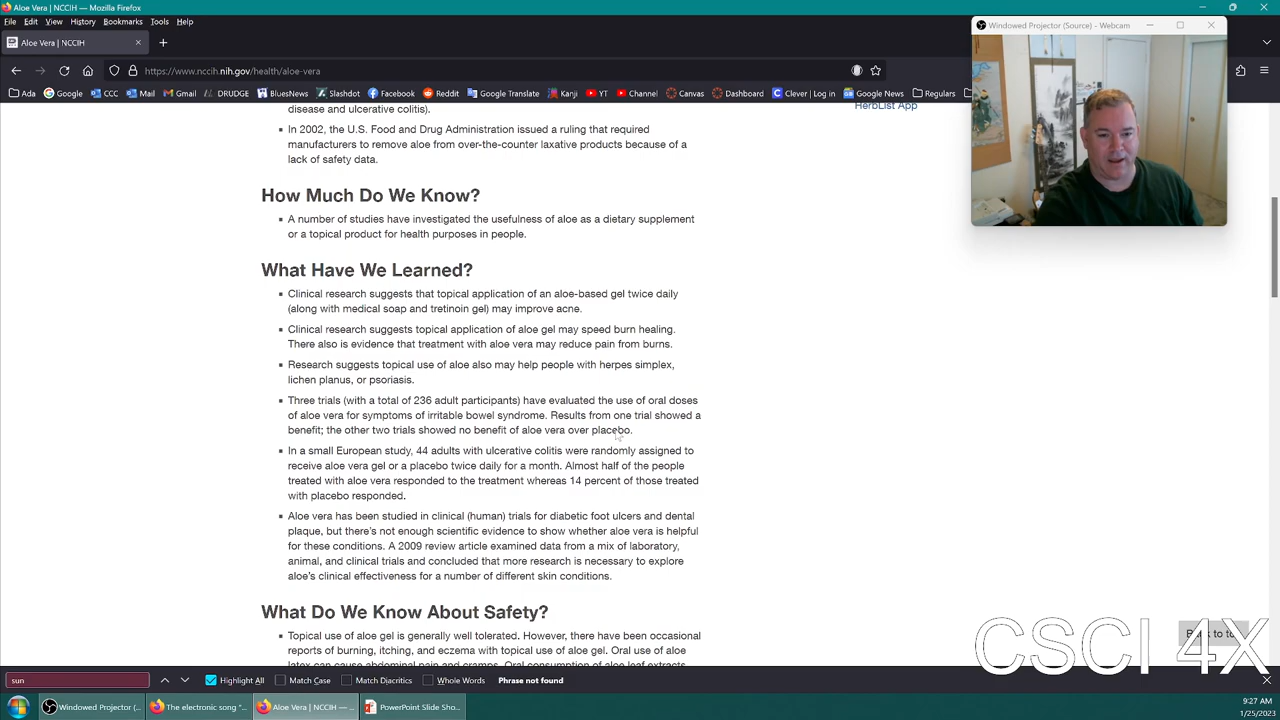 Aloe Vera | NCCIH — Mozilla Firefox
File Edit View History Bookmarks Tools Help
Aloe Vera | NCCIH
https://www.nccih.nih.gov/health/aloe-vera
Ada Google CCC Mail Gmail DRUDGE BluesNews Slashdot Facebook Reddit Google Translate Kanji YT Clever Canvas Dashboard Log in Clever Google News Regulars
Windowed Projector (Source) - Webcam
disease and ulcerative colitis).
HerbList App
In 2002, the U.S. Food and Drug Administration issued a ruling that required
manufacturers to remove aloe from over-the-counter laxative products because of a
lack of safety data.
How Much Do We Know?
A number of studies have investigated the usefulness of aloe as a dietary supplement
or a topical product for health purposes in people.
What Have We Learned?
Clinical research suggests that topical application of an aloe-based gel twice daily
(along with medical soap and tretinoin gel) may improve acne.
Clinical research suggests topical application of aloe gel may speed burn healing.
There also is evidence that treatment with aloe vera may reduce pain from burns.
Research suggests topical use of aloe also may help people with herpes simplex,
lichen planus, or psoriasis.
Three trials (with a total of 236 adult participants) have evaluated the use of oral doses
of aloe vera for symptoms of irritable bowel syndrome. Results from one trial showed a
benefit; the other two trials showed no benefit of aloe vera over placebo.
In a small European study, 44 adults with ulcerative colitis were randomly assigned to
receive aloe vera gel or a placebo twice daily for a month. Almost half of the people
treated with aloe vera responded to the treatment whereas 14 percent of those treated
with placebo responded.
Aloe vera has been studied in clinical (human) trials for diabetic foot ulcers and dental
plaque, but there's not enough scientific evidence to show whether aloe vera is helpful
for these conditions. A 2009 review article examined data from a mix of laboratory,
animal, and clinical trials and concluded that more research is necessary to explore
aloe's clinical effectiveness for a number of different skin conditions.
What Do We Know About Safety?
Topical use of aloe gel is generally well tolerated. However, there have been occasional
reports of burning, itching, and eczema with topical use of aloe gel. Oral use of aloe
latex can cause abdominal pain and cramps. Oral consumption of aloe leaf extracts
Back to to
CSCI 4X
sun Highlight All Match Case Match Diacritics Whole Words Phrase not found
Windowed Projector (... The electronic song "... Aloe Vera | NCCIH — ... PowerPoint Slide Sho...
9:27 AM
1/25/2023